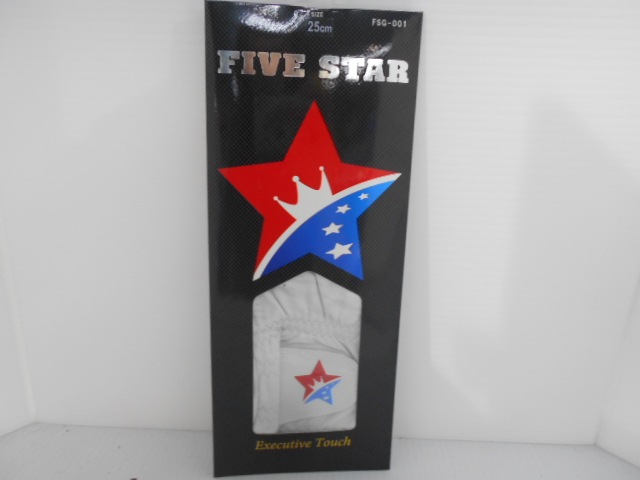 SIZE
25cm
FSG-001
FIVE STAR
Executive Touch